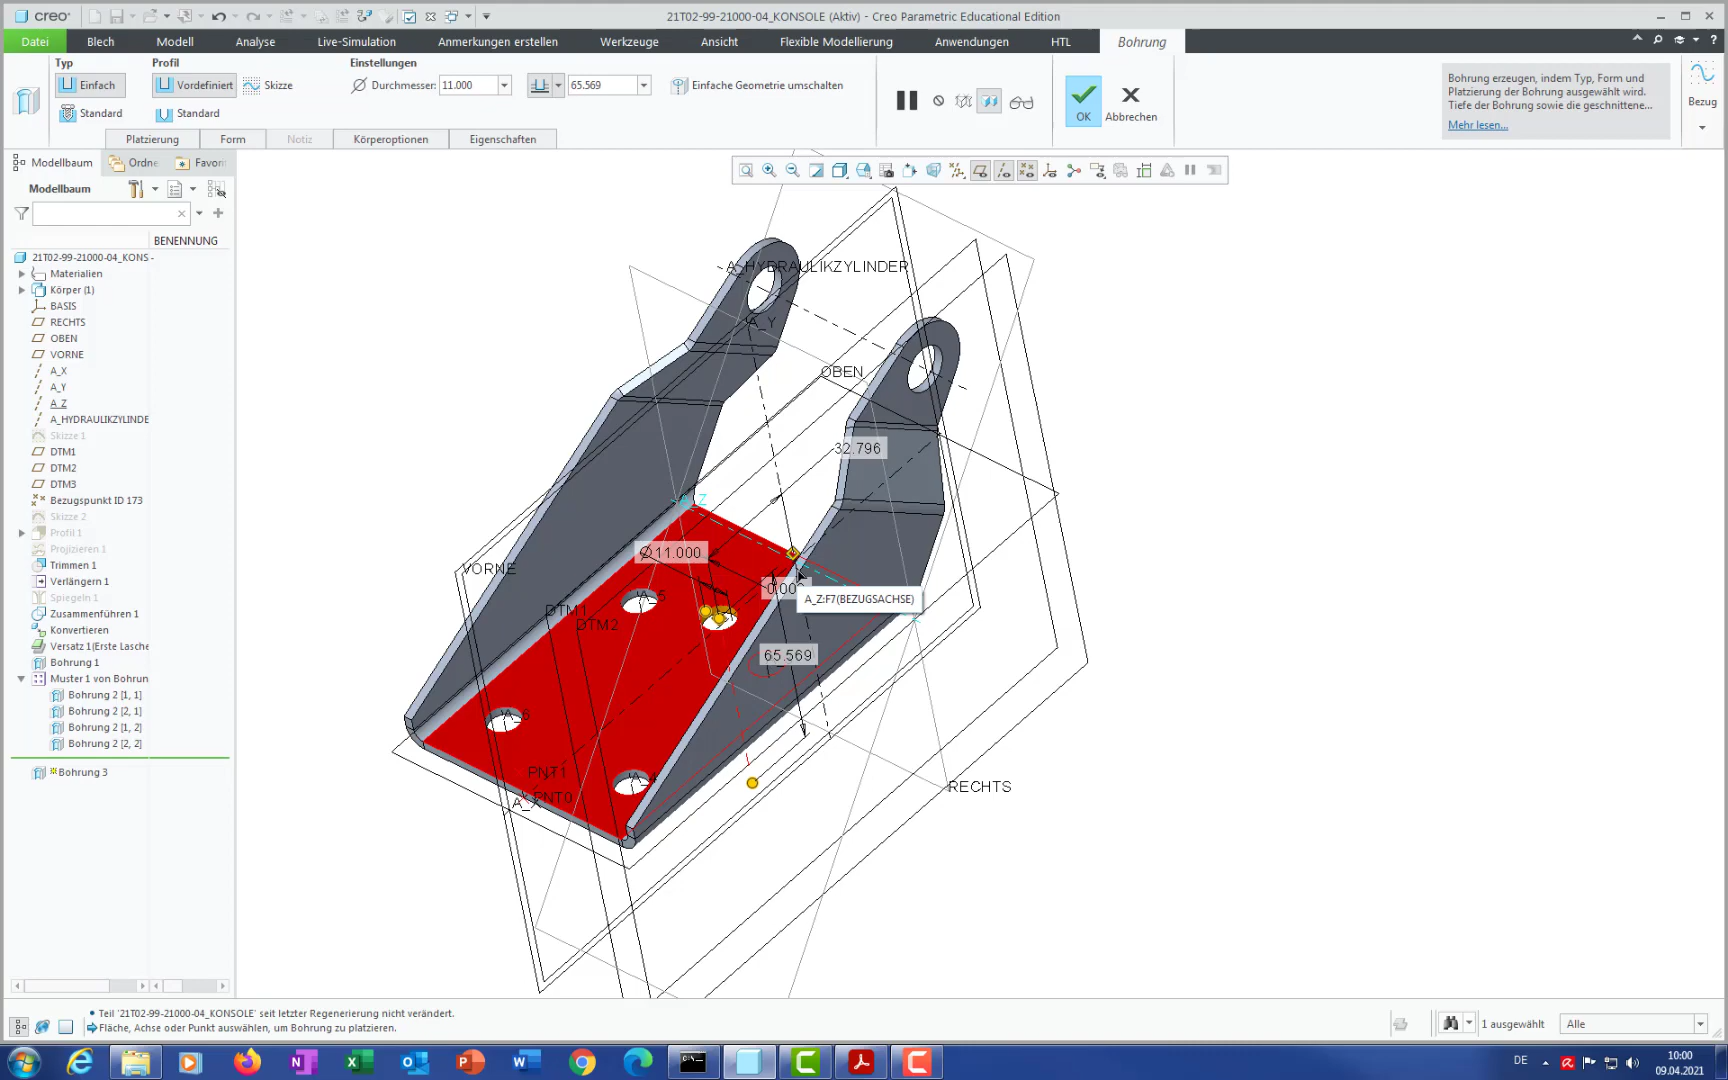 creo
21T02-99-21000-04_KONSOLE (Aktiv) - Creo Parametric Educational Edition
Datei Blech Modell Analyse Live-Simulation Anmerkungen erstellen Werkzeuge Ansicht Flexible Modellierung Anwendungen HTL Bohrung
Typ Profil Einstellungen
Einfach Vordefiniert Skizze Durchmesser: 11.000 65.569 Einfache Geometrie umschalten
Standard Standard
OK Abbrechen
Bohrung erzeugen, indem Typ, Form und
Platzierung der Bohrung ausgewählt wird.
Tiefe der Bohrung sowie die geschnittene...
Mehr lesen...
Bezug
Platzierung Form Notiz Körperoptionen Eigenschaften
Modellbaum Ordne Favori
Modellbaum
BENENNUNG
21T02-99-21000-04_KONS -
Materialien
Körper (1)
BASIS
RECHTS
OBEN
VORNE
A_X
A_Y
A_Z
A_HYDRAULIKZYLINDE
Skizze 1
DTM1
DTM2
DTM3
Bezugspunkt ID 173
Skizze 2
Profil 1
Projizieren 1
Trimmen 1
Verlängern 1
Spiegeln 1
Zusammenführen 1
Konvertieren
Versatz 1(Erste Lasche
Bohrung 1
Muster 1 von Bohrun
Bohrung 2 [1, 1]
Bohrung 2 [2, 1]
Bohrung 2 [1, 2]
Bohrung 2 [2, 2]
Bohrung 3
A_HYDRAULIKZYLINDER
A_Y
OBEN
32.796
Z
Ø11.000
VORNE
0.000
A_Z:F7(BEZUGSACHSE)
A_5
DTM1
DTM2
65.569
A_6
PNT1
A_4
RECHTS
A_X
PNT0
Teil '21T02-99-21000-04_KONSOLE' seit letzter Regenerierung nicht verändert.
Fläche, Achse oder Punkt auswählen, um Bohrung zu platzieren.
1 ausgewählt Alle
DE
10:00
09.04.2021